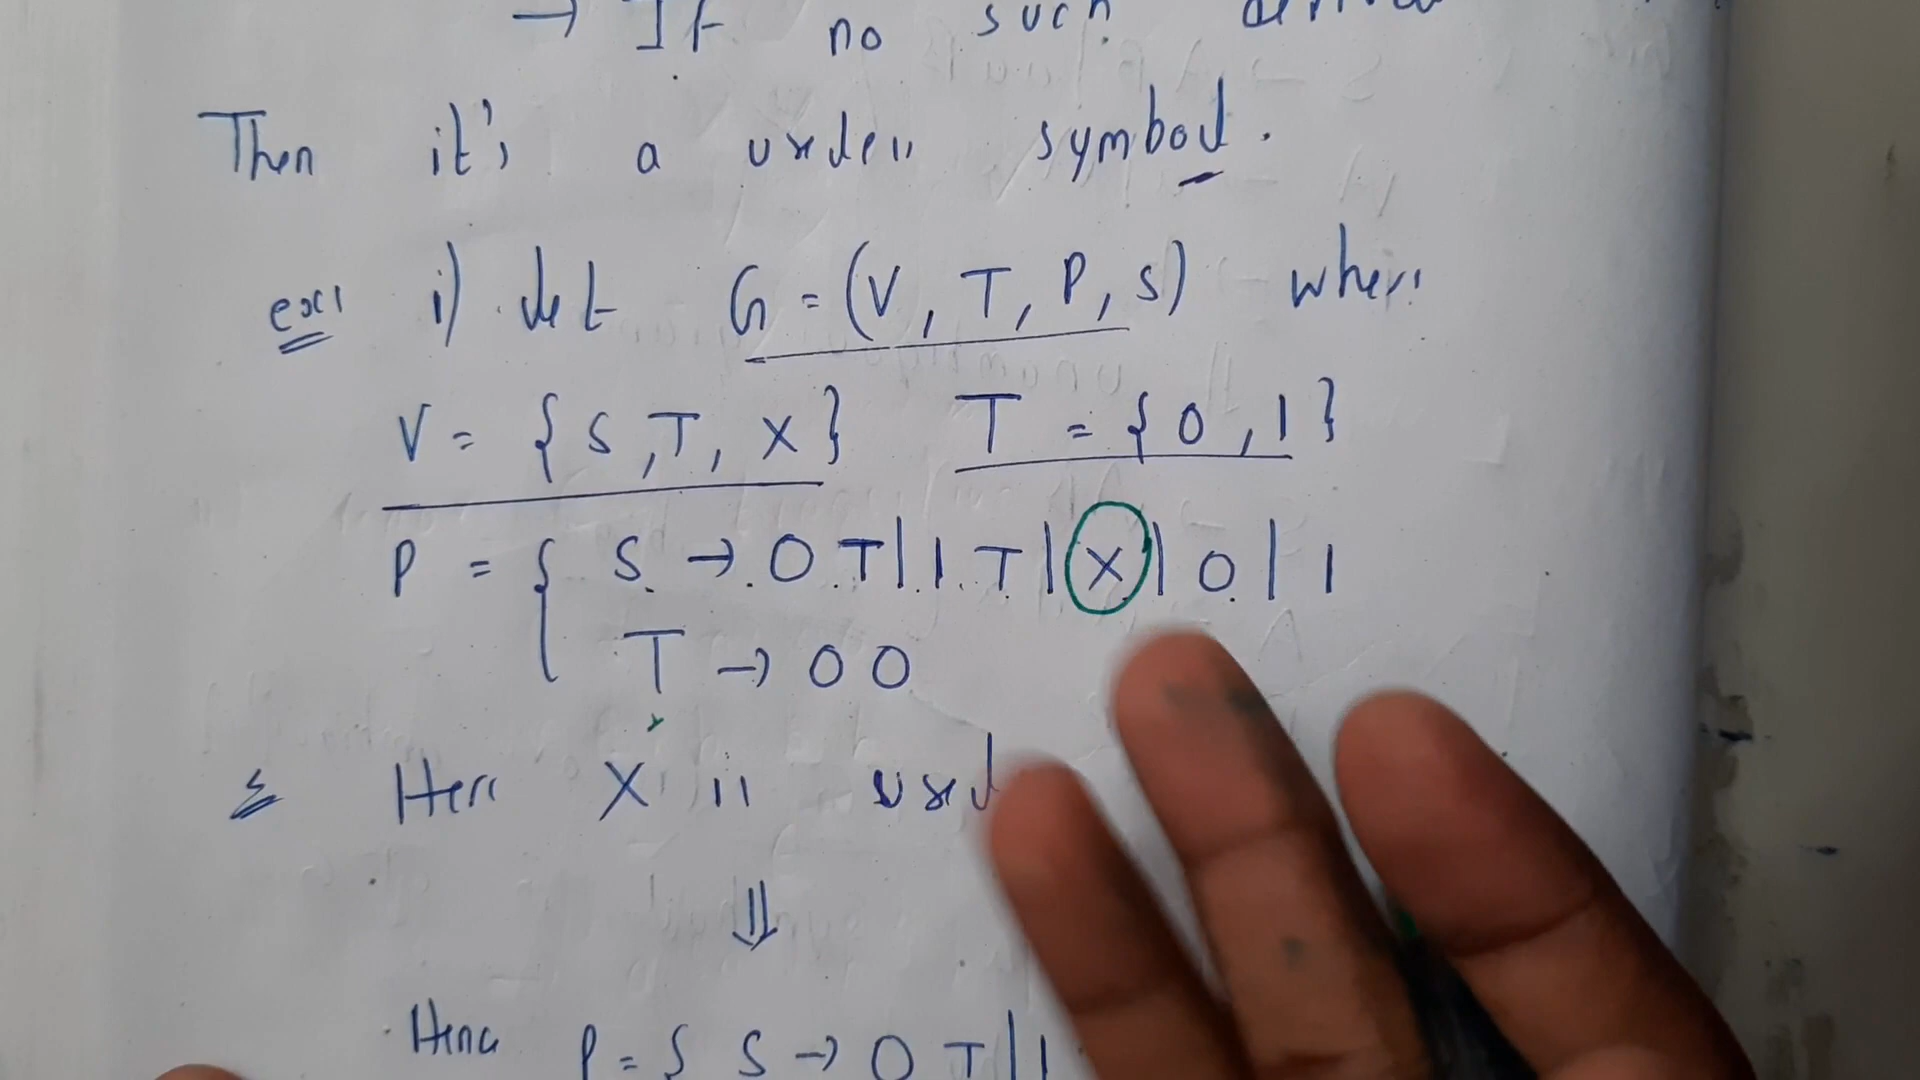 → If no such
Then it's a useless symbol.
ex: i) Let G = (V, T, P, S) where
V = {S, T, X} T = {0, 1}
P = { S → 0T | 1T | X | 0 | 1
T → 00
Here X is
⇓
Hence P = { S → 0T | 1